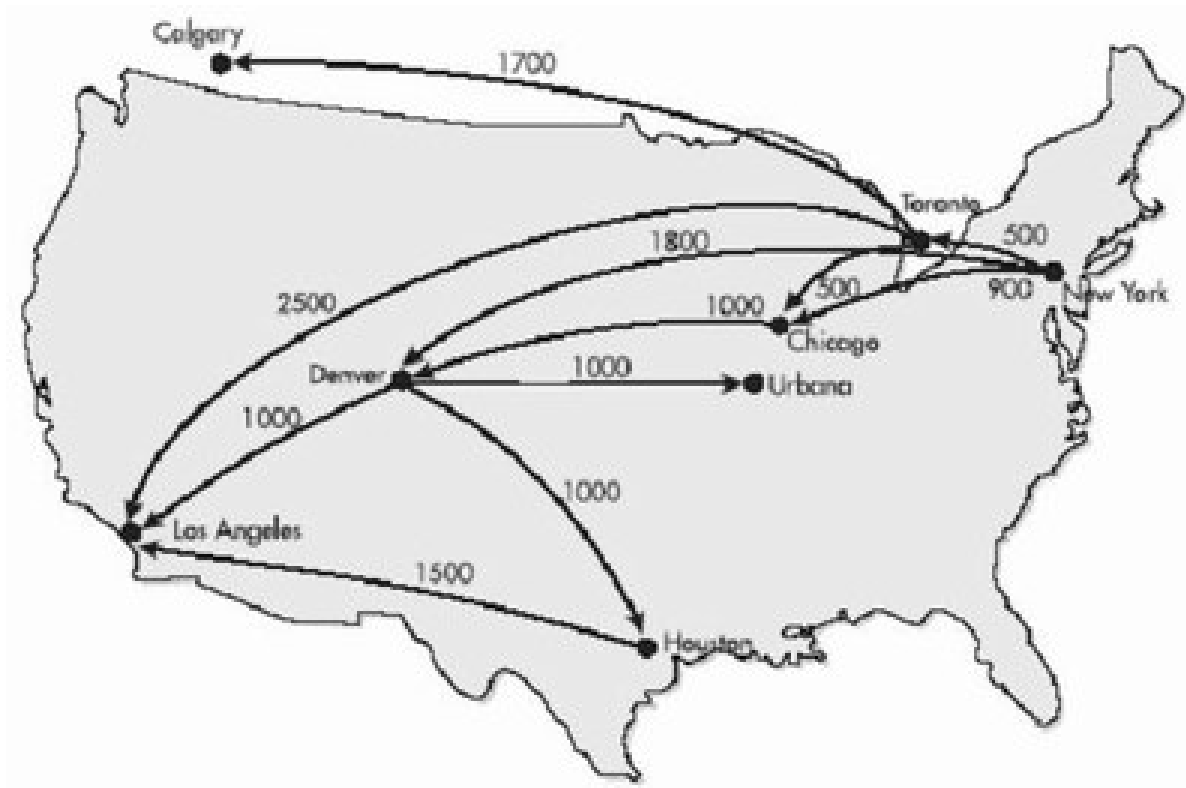 Calgary
1700
Toronto
500
1800
2500
500
900
New York
1000
Chicago
Denver
1000
Urbana
1000
1000
Los Angeles
1500
Houston